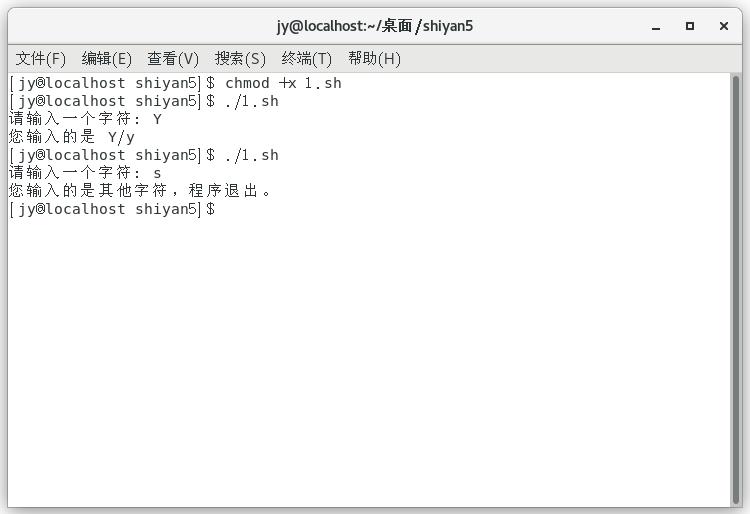 jy@localhost:~/桌面/shiyan5
文件(F) 编辑(E) 查看(V) 搜索(S) 终端(T) 帮助(H)
[jy@localhost shiyan5]$ chmod +x 1.sh
[jy@localhost shiyan5]$ ./1.sh
请输入一个字符: Y
您输入的是 Y/y
[jy@localhost shiyan5]$ ./1.sh
请输入一个字符: s
您输入的是其他字符，程序退出。
[jy@localhost shiyan5]$